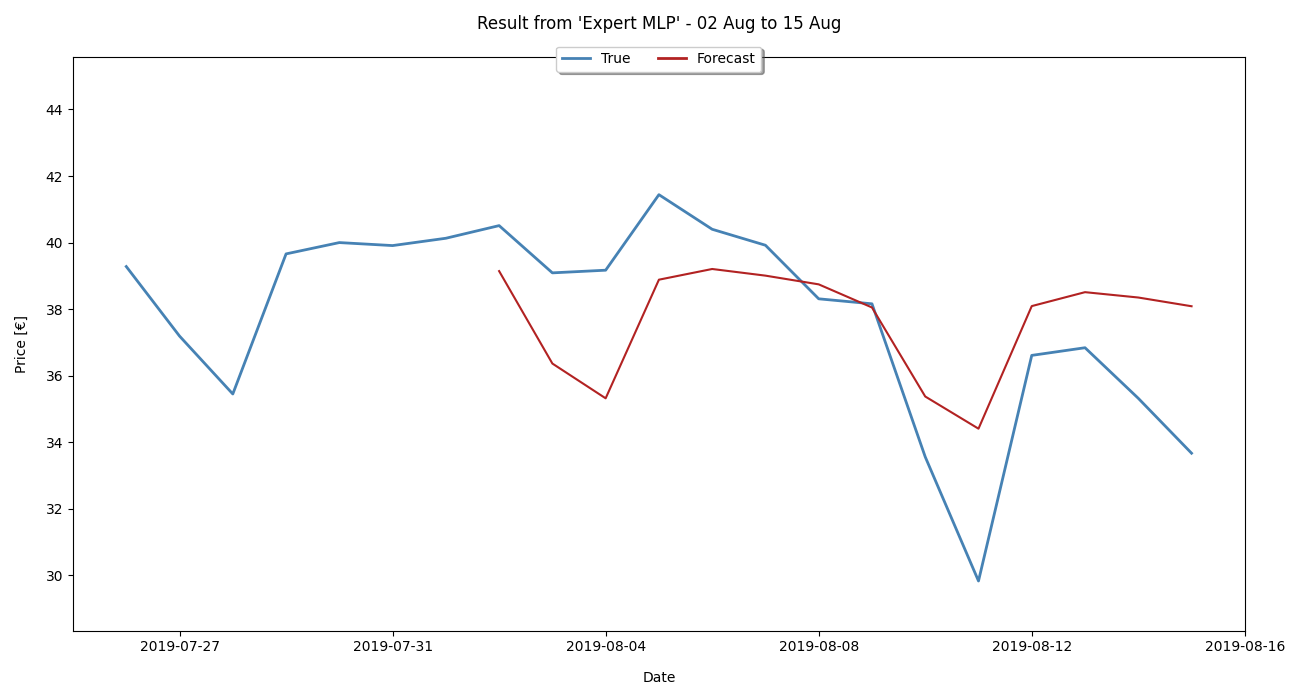 Result from 'Expert MLP' - 02 Aug to 15 Aug
True Forecast
44
42
40
38
36
34
32
30
Price [€]
2019-07-27 2019-07-31 2019-08-04 2019-08-08 2019-08-12 2019-08-16
Date